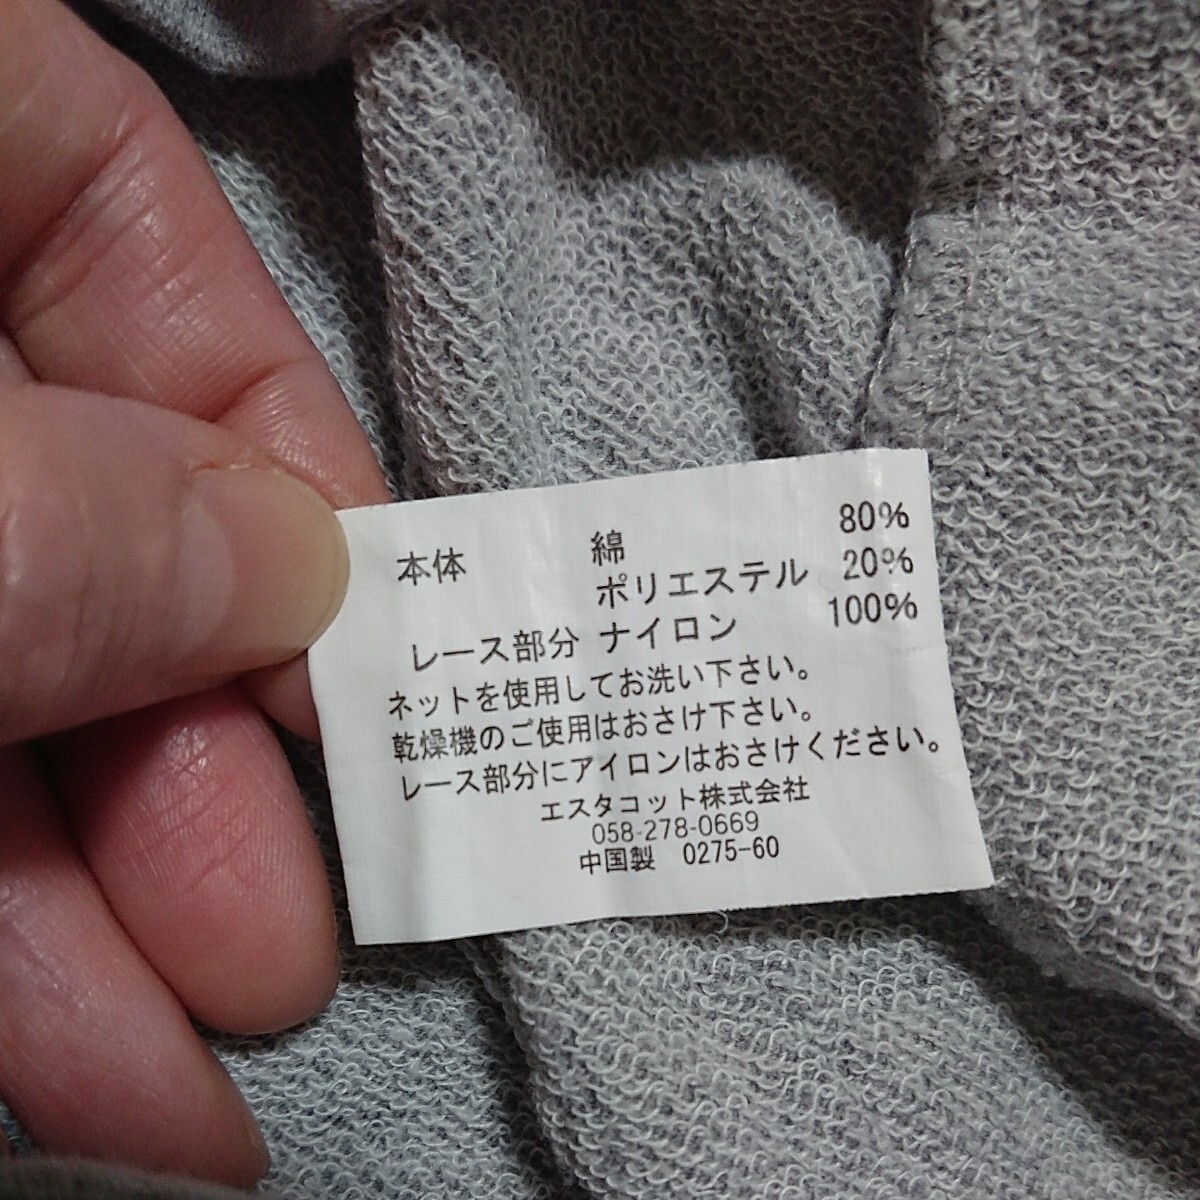 本体 綿 80%
ポリエステル 20%
レース部分 ナイロン 100%
ネットを使用してお洗い下さい。
乾燥機のご使用はおさけ下さい。
レース部分にアイロンはおさけください。
エスタコット株式会社
058-278-0669
中国製 0275-60